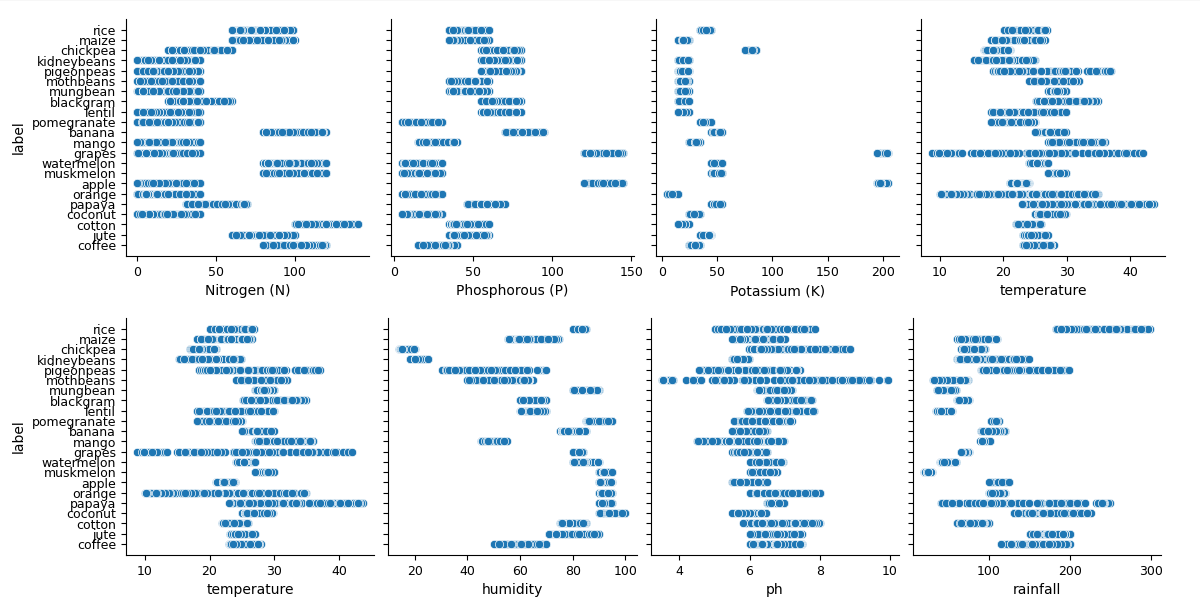 rice
maize
chickpea
kidneybeans
pigeonpeas
mothbeans
mungbean
blackgram
lentil
pomegranate
banana
mango
grapes
watermelon
muskmelon
apple
orange
papaya
coconut
cotton
jute
coffee
label
0 50 100
Nitrogen (N)
0 50 100 150
Phosphorous (P)
0 50 100 150 200
Potassium (K)
10 20 30 40
temperature
rice
maize
chickpea
kidneybeans
pigeonpeas
mothbeans
mungbean
blackgram
lentil
pomegranate
banana
mango
grapes
watermelon
muskmelon
apple
orange
papaya
coconut
cotton
jute
coffee
label
10 20 30 40
temperature
20 40 60 80 100
humidity
4 6 8 10
ph
100 200 300
rainfall